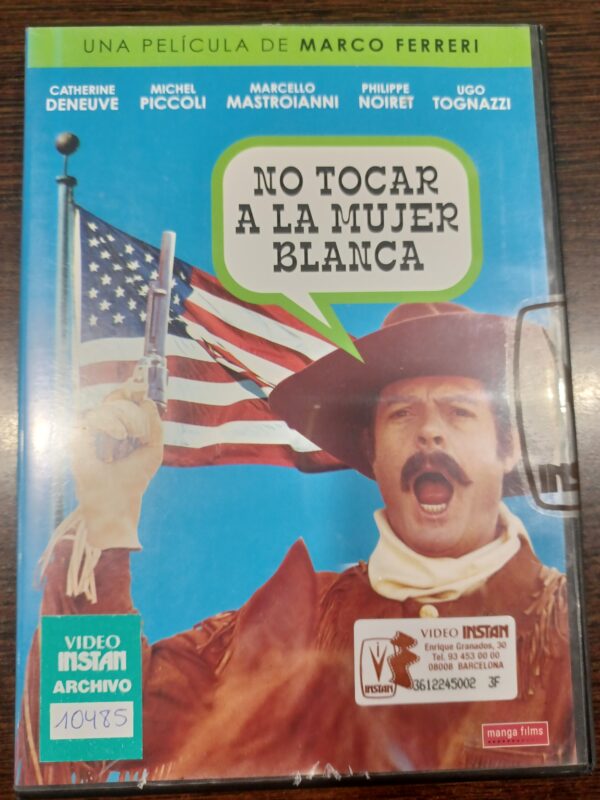 UNA PELÍCULA DE MARCO FERRERI
CATHERINE DENEUVE
MICHEL PICCOLI
MARCELLO MASTROIANNI
PHILIPPE NOIRET
UGO TOGNAZZI
NO TOCAR
A LA MUJER
BLANCA
INS
VIDEO
INSTAN
ARCHIVO
10485
VIDEO INSTAN
Enrique Granados, 30
Tel. 93 453 00 00
08008 BARCELONA
INSTAN
3612245002 3F
manga films